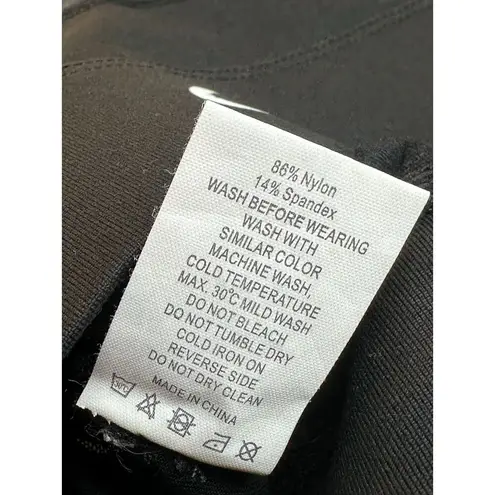 86% Nylon
14% Spandex
WASH BEFORE WEARING
WASH WITH
SIMILAR COLOR
MACHINE WASH,
COLD TEMPERATURE
MAX. 30°C MILD WASH
DO NOT BLEACH
DO NOT TUMBLE DRY
COLD IRON ON
REVERSE SIDE
DO NOT DRY CLEAN
MADE IN CHINA